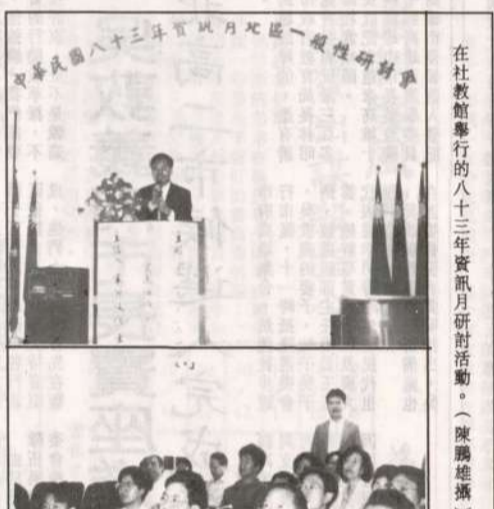 中華民國八十三年資訊月地區一般性研討會
在社教館舉行的八十三年資訊月研討活動。（陳鵬雄攝）